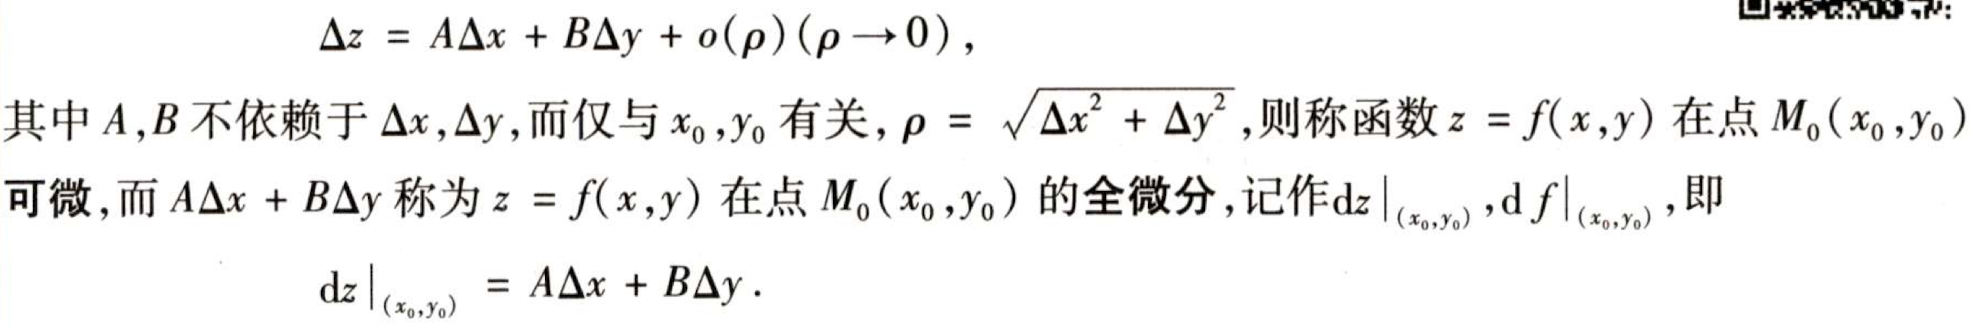 Δz = AΔx + BΔy + o(ρ)(ρ→0),
其中 A,B 不依赖于 Δx,Δy,而仅与 x₀,y₀ 有关, ρ = √(Δx² + Δy²),则称函数 z = f(x,y) 在点 M₀(x₀,y₀)
可微,而 AΔx + BΔy 称为 z = f(x,y) 在点 M₀(x₀,y₀) 的全微分,记作dz|₍ₓ₀,y₀₎,d f|₍ₓ₀,y₀₎,即
dz|₍ₓ₀,y₀₎ = AΔx + BΔy.